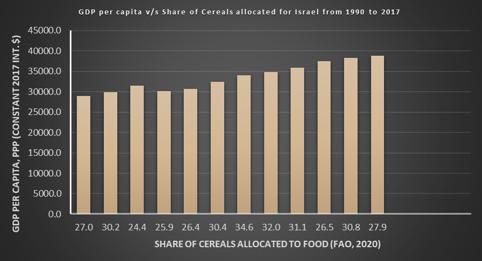 GDP per capita v/s Share of Cereals allocated for Israel from 1990 to 2017
GDP PER CAPITA, PPP (CONSTANT 2017 INT. $)
45000.0
40000.0
35000.0
30000.0
25000.0
20000.0
15000.0
10000.0
5000.0
0.0
27.0 30.2 24.4 25.9 26.4 30.4 34.6 32.0 31.1 26.5 30.8 27.9
SHARE OF CEREALS ALLOCATED TO FOOD (FAO, 2020)